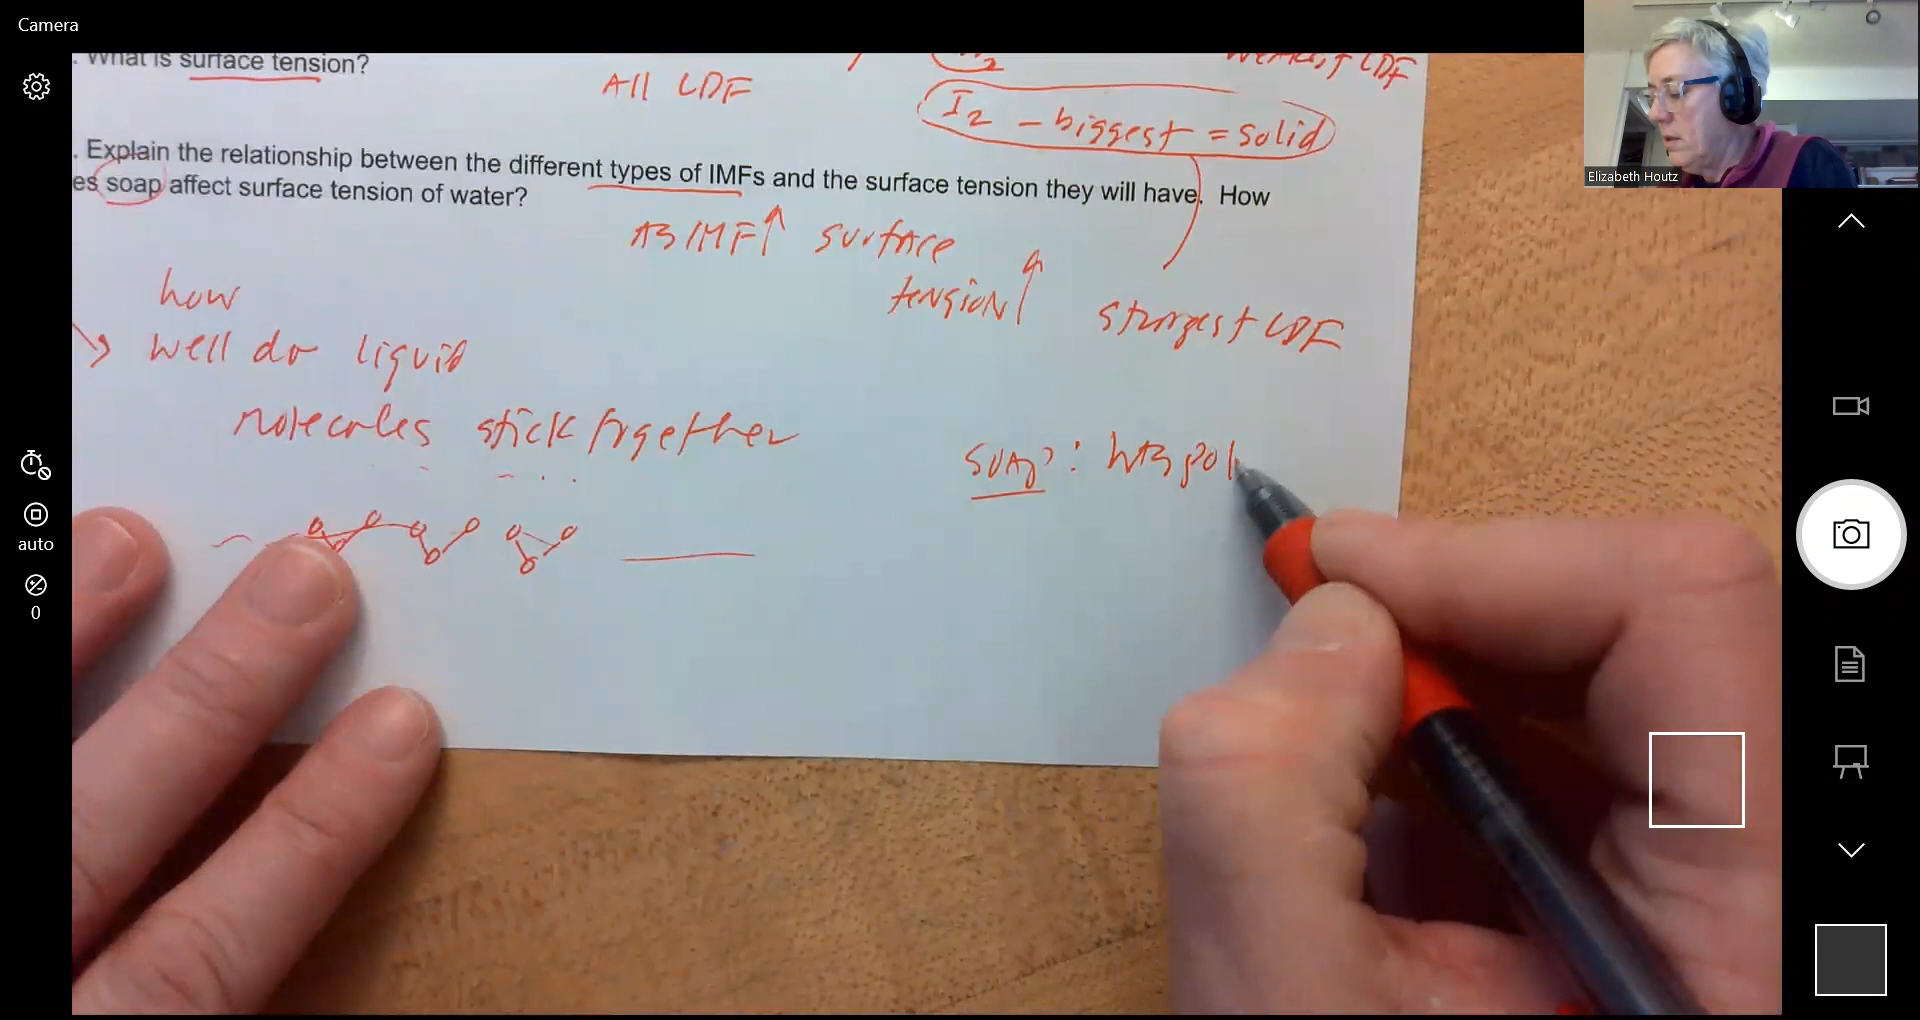 Camera
. What is surface tension?
All LDF
2
weakest LDF
I2 - biggest = solid
Elizabeth Houtz
. Explain the relationship between the different types of IMFs and the surface tension they will have. How
es soap affect surface tension of water?
As IMF↑ surface
tension↑
strongest LDF
how
well do liquid
molecules stick together
soap: has pol
auto
0